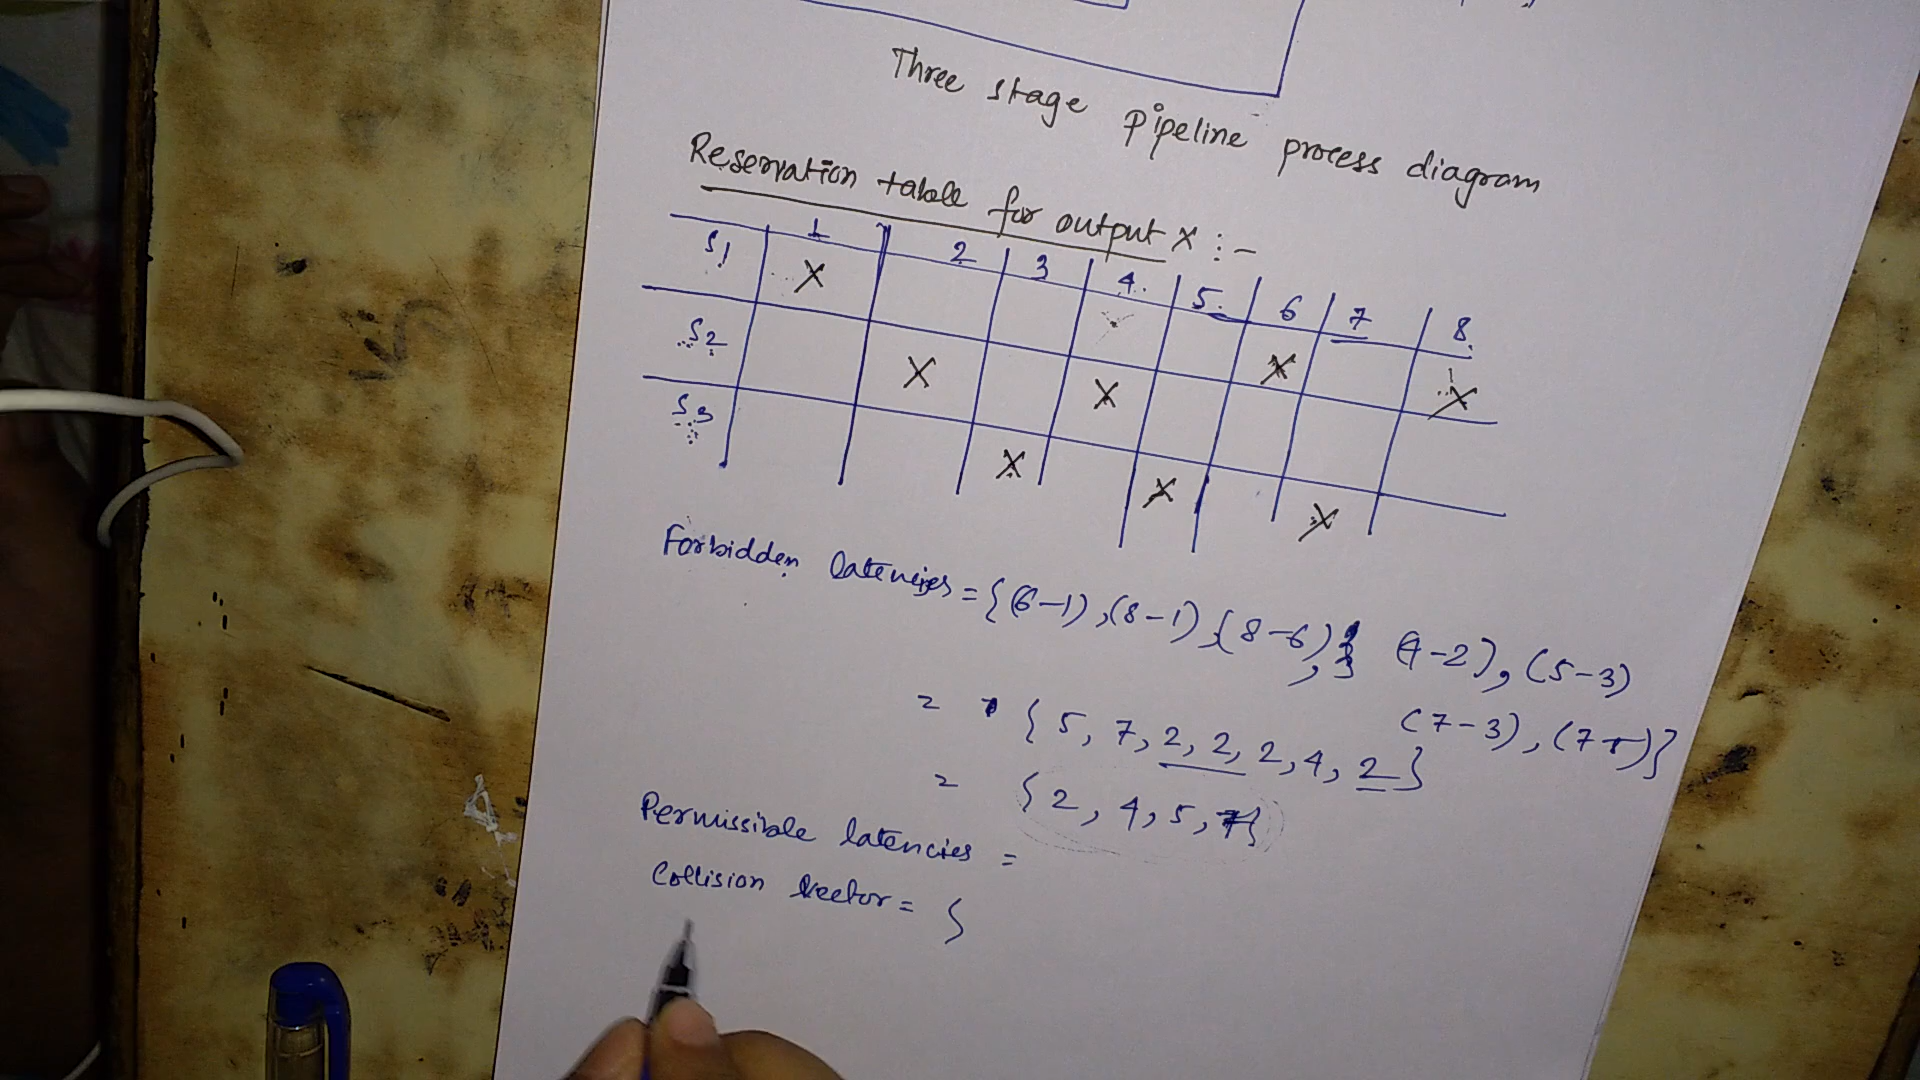 Three stage pipeline process diagram
Reservation table for output X :-
1 2 3 4. 5. 6 7 8.
S1 X X X
S2 X X
S3 X X X
Forbidden latencies = {(6-1), (8-1), (8-6), (4-2), (5-3)
(7-3), (7-5)}
= {5, 7, 2, 2, 2, 4, 2}
= {2, 4, 5, 7}
Permissible latencies =
Collision vector = {